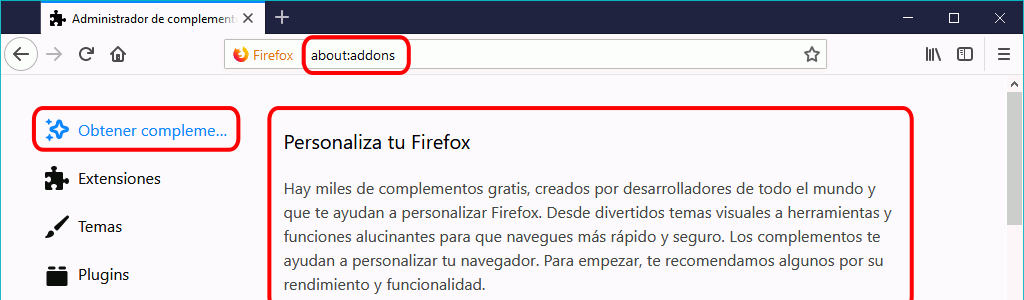 Administrador de complement
Firefox
about:addons
Obtener compleme...
Extensiones
Temas
Plugins
Personaliza tu Firefox
Hay miles de complementos gratis, creados por desarrolladores de todo el mundo y
que te ayudan a personalizar Firefox. Desde divertidos temas visuales a herramientas y
funciones alucinantes para que navegues más rápido y seguro. Los complementos te
ayudan a personalizar tu navegador. Para empezar, te recomendamos algunos por su
rendimiento y funcionalidad.